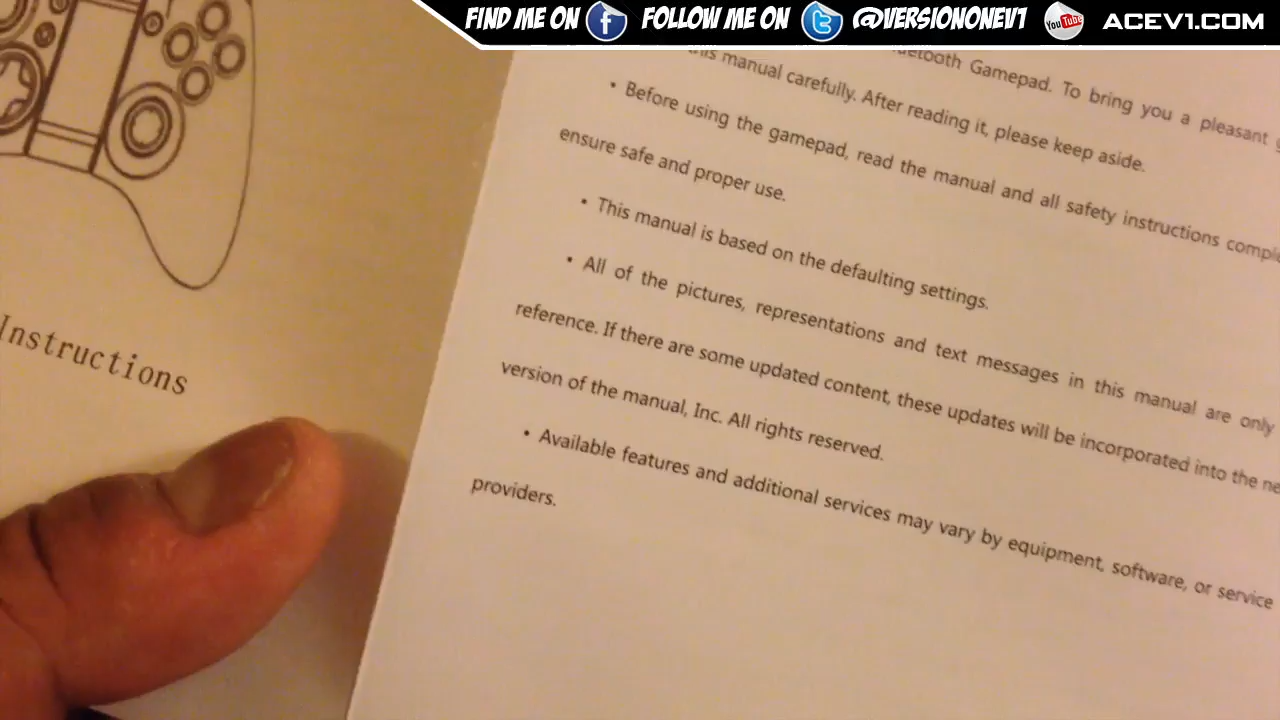 FIND ME ON FOLLOW ME ON @VERSIONONEV1 YouTube ACEV1.COM
Instructions
Gamepad. To bring you a pleasant
this manual carefully. After reading it, please keep aside.
• Before using the gamepad, read the manual and all safety instructions
ensure safe and proper use.
• This manual is based on the defaulting settings.
• All of the pictures, representations and text messages in this manual are only
reference. If there are some updated content, these updates will be incorporated into the
version of the manual, Inc. All rights reserved.
• Available features and additional services may vary by equipment, software, or service
providers.